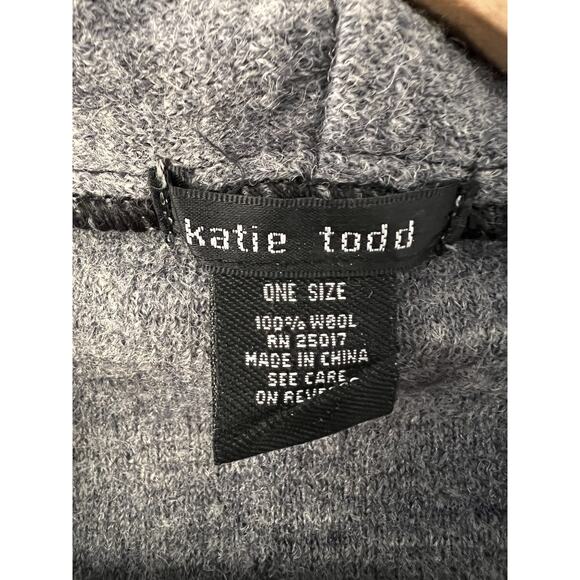 katie todd
ONE SIZE
100% WOOL
RN 25017
MADE IN CHINA
SEE CARE
ON